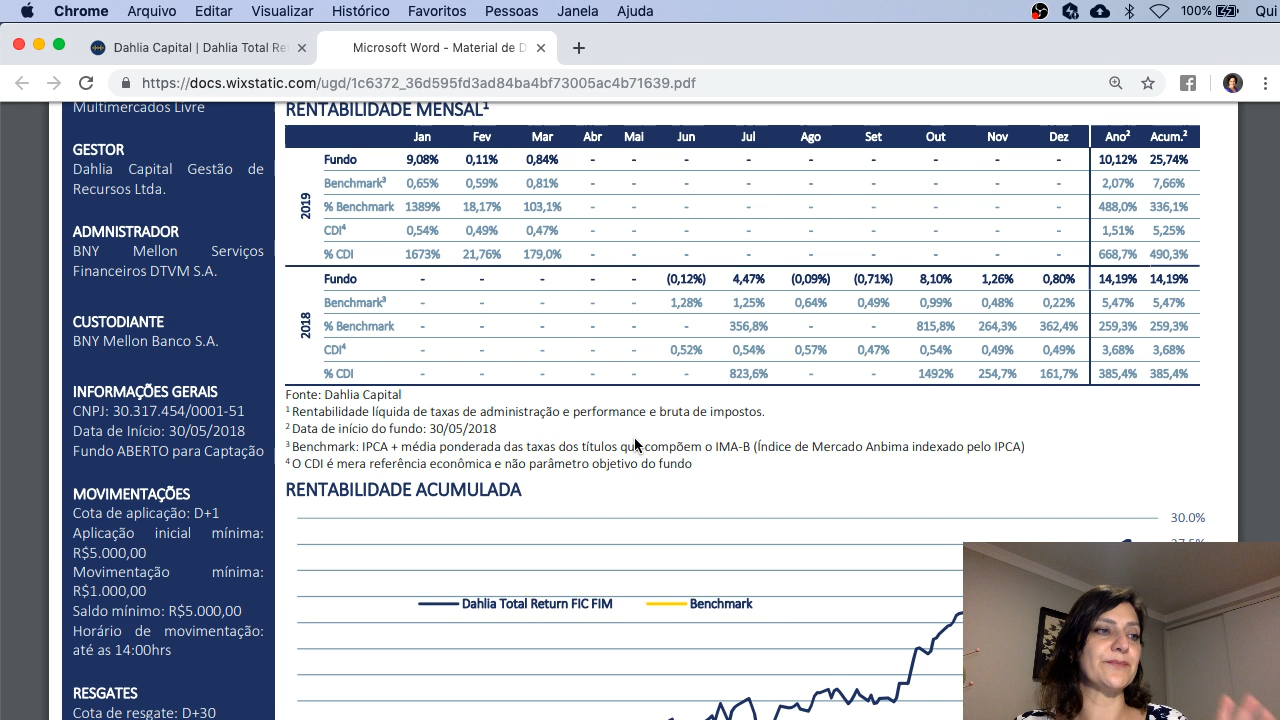 Chrome Arquivo Editar Visualizar Histórico Favoritos Pessoas Janela Ajuda 100% Qui
Dahlia Capital | Dahlia Total Re
Microsoft Word - Material de D
https://docs.wixstatic.com/ugd/1c6372_36d595fd3ad84ba4bf73005ac4b71639.pdf
Multimercados Livre
GESTOR
Dahlia Capital Gestão de
Recursos Ltda.
ADMNISTRADOR
BNY Mellon Serviços
Financeiros DTVM S.A.
CUSTODIANTE
BNY Mellon Banco S.A.
INFORMAÇÕES GERAIS
CNPJ: 30.317.454/0001-51
Data de Início: 30/05/2018
Fundo ABERTO para Captação
MOVIMENTAÇÕES
Cota de aplicação: D+1
Aplicação inicial mínima:
R$5.000,00
Movimentação mínima:
R$1.000,00
Saldo mínimo: R$5.000,00
Horário de movimentação:
até as 14:00hrs
RESGATES
Cota de resgate: D+30
RENTABILIDADE MENSAL¹
Jan Fev Mar Abr Mai Jun Jul Ago Set Out Nov Dez Ano² Acum.²
2019
Fundo 9,08% 0,11% 0,84% - - - - - - - - - 10,12% 25,74%
Benchmark³ 0,65% 0,59% 0,81% - - - - - - - - - 2,07% 7,66%
% Benchmark 1389% 18,17% 103,1% - - - - - - - - - 488,0% 336,1%
CDI⁴ 0,54% 0,49% 0,47% - - - - - - - - - 1,51% 5,25%
% CDI 1673% 21,76% 179,0% - - - - - - - - - 668,7% 490,3%
2018
Fundo - - - - - (0,12%) 4,47% (0,09%) (0,71%) 8,10% 1,26% 0,80% 14,19% 14,19%
Benchmark³ - - - - - 1,28% 1,25% 0,64% 0,49% 0,99% 0,48% 0,22% 5,47% 5,47%
% Benchmark - - - - - - 356,8% - - 815,8% 264,3% 362,4% 259,3% 259,3%
CDI⁴ - - - - - 0,52% 0,54% 0,57% 0,47% 0,54% 0,49% 0,49% 3,68% 3,68%
% CDI - - - - - - 823,6% - - 1492% 254,7% 161,7% 385,4% 385,4%
Fonte: Dahlia Capital
¹ Rentabilidade líquida de taxas de administração e performance e bruta de impostos.
² Data de início do fundo: 30/05/2018
³ Benchmark: IPCA + média ponderada das taxas dos títulos que compõem o IMA-B (Índice de Mercado Anbima indexado pelo IPCA)
⁴ O CDI é mera referência econômica e não parâmetro objetivo do fundo
RENTABILIDADE ACUMULADA
30.0%
Dahlia Total Return FIC FIM
Benchmark